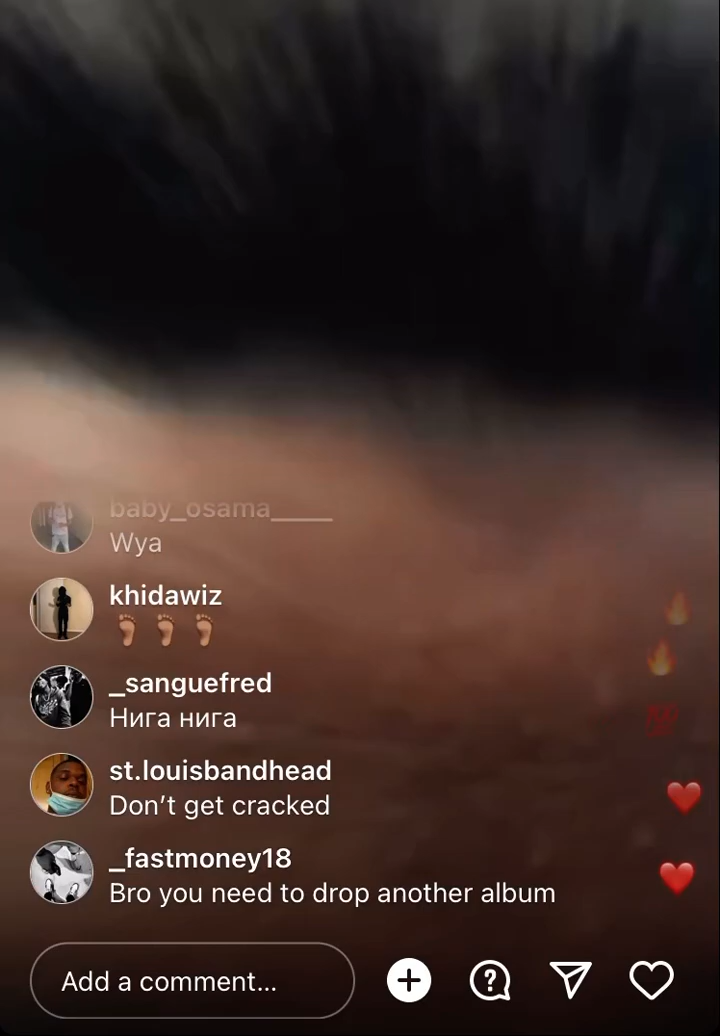 baby_osama_____
Wya
khidawiz
👣 👣 👣
_sanguefred
Нига нига
st.louisbandhead
Don’t get cracked
_fastmoney18
Bro you need to drop another album
Add a comment...